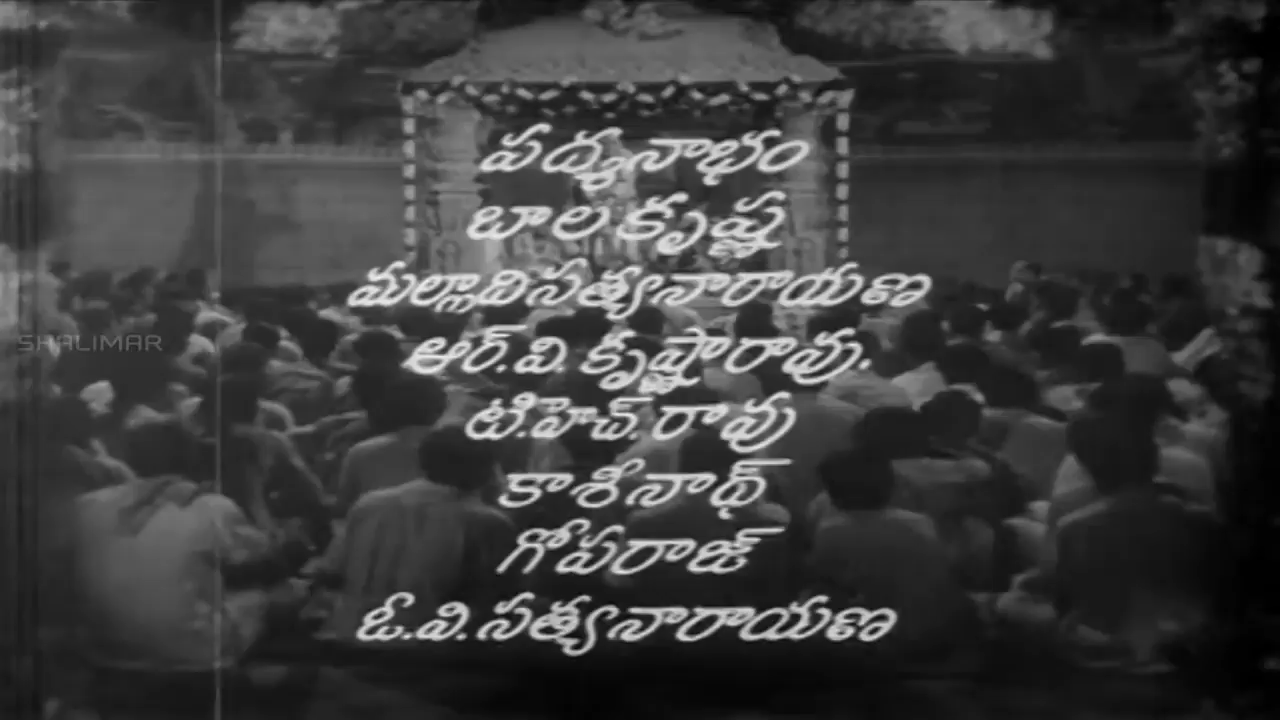 పద్మనాభం
బాలకృష్ణ
మల్లాదిసత్యనారాయణ
SHALIMAR
ఆర్.వి. కృష్ణారావు.
టి.హెచ్. రావు
కాశీనాథ్
గోపరాజ్
ఓ.వి. సత్యనారాయణ